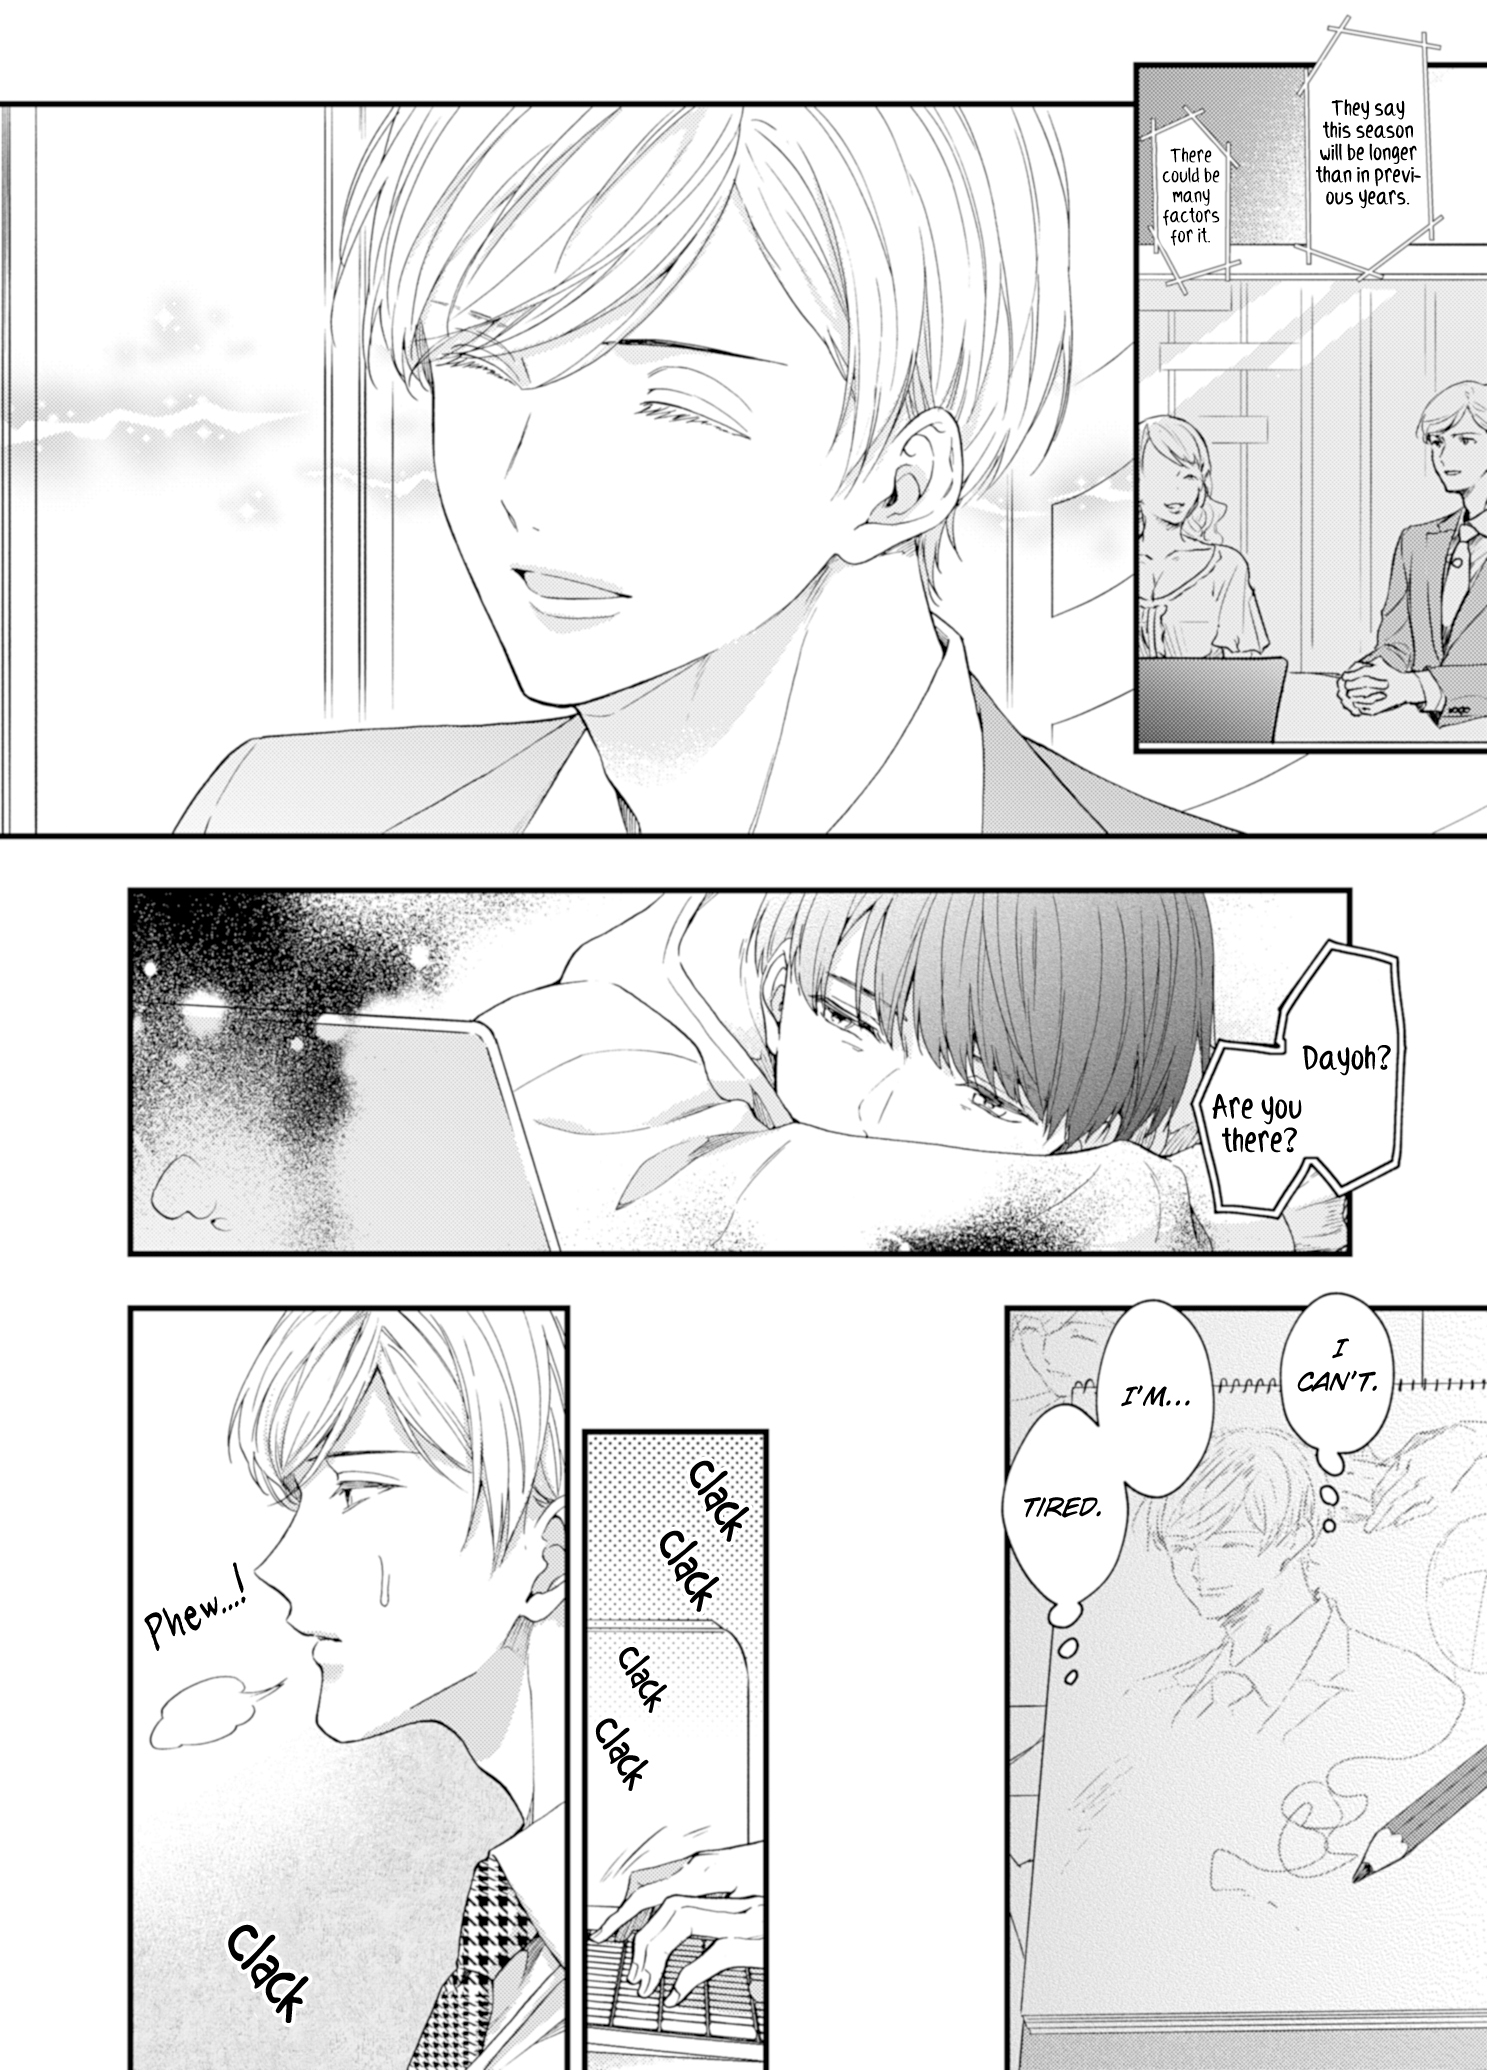 They say
this season
will be longer
than in previ-
ous years.
There
could be
many
factors
for it.
Dayoh?
Are you
there?
I
CAN'T.
I'M...
TIRED.
Clack
Clack
Clack
Clack
Phew...!
Clack